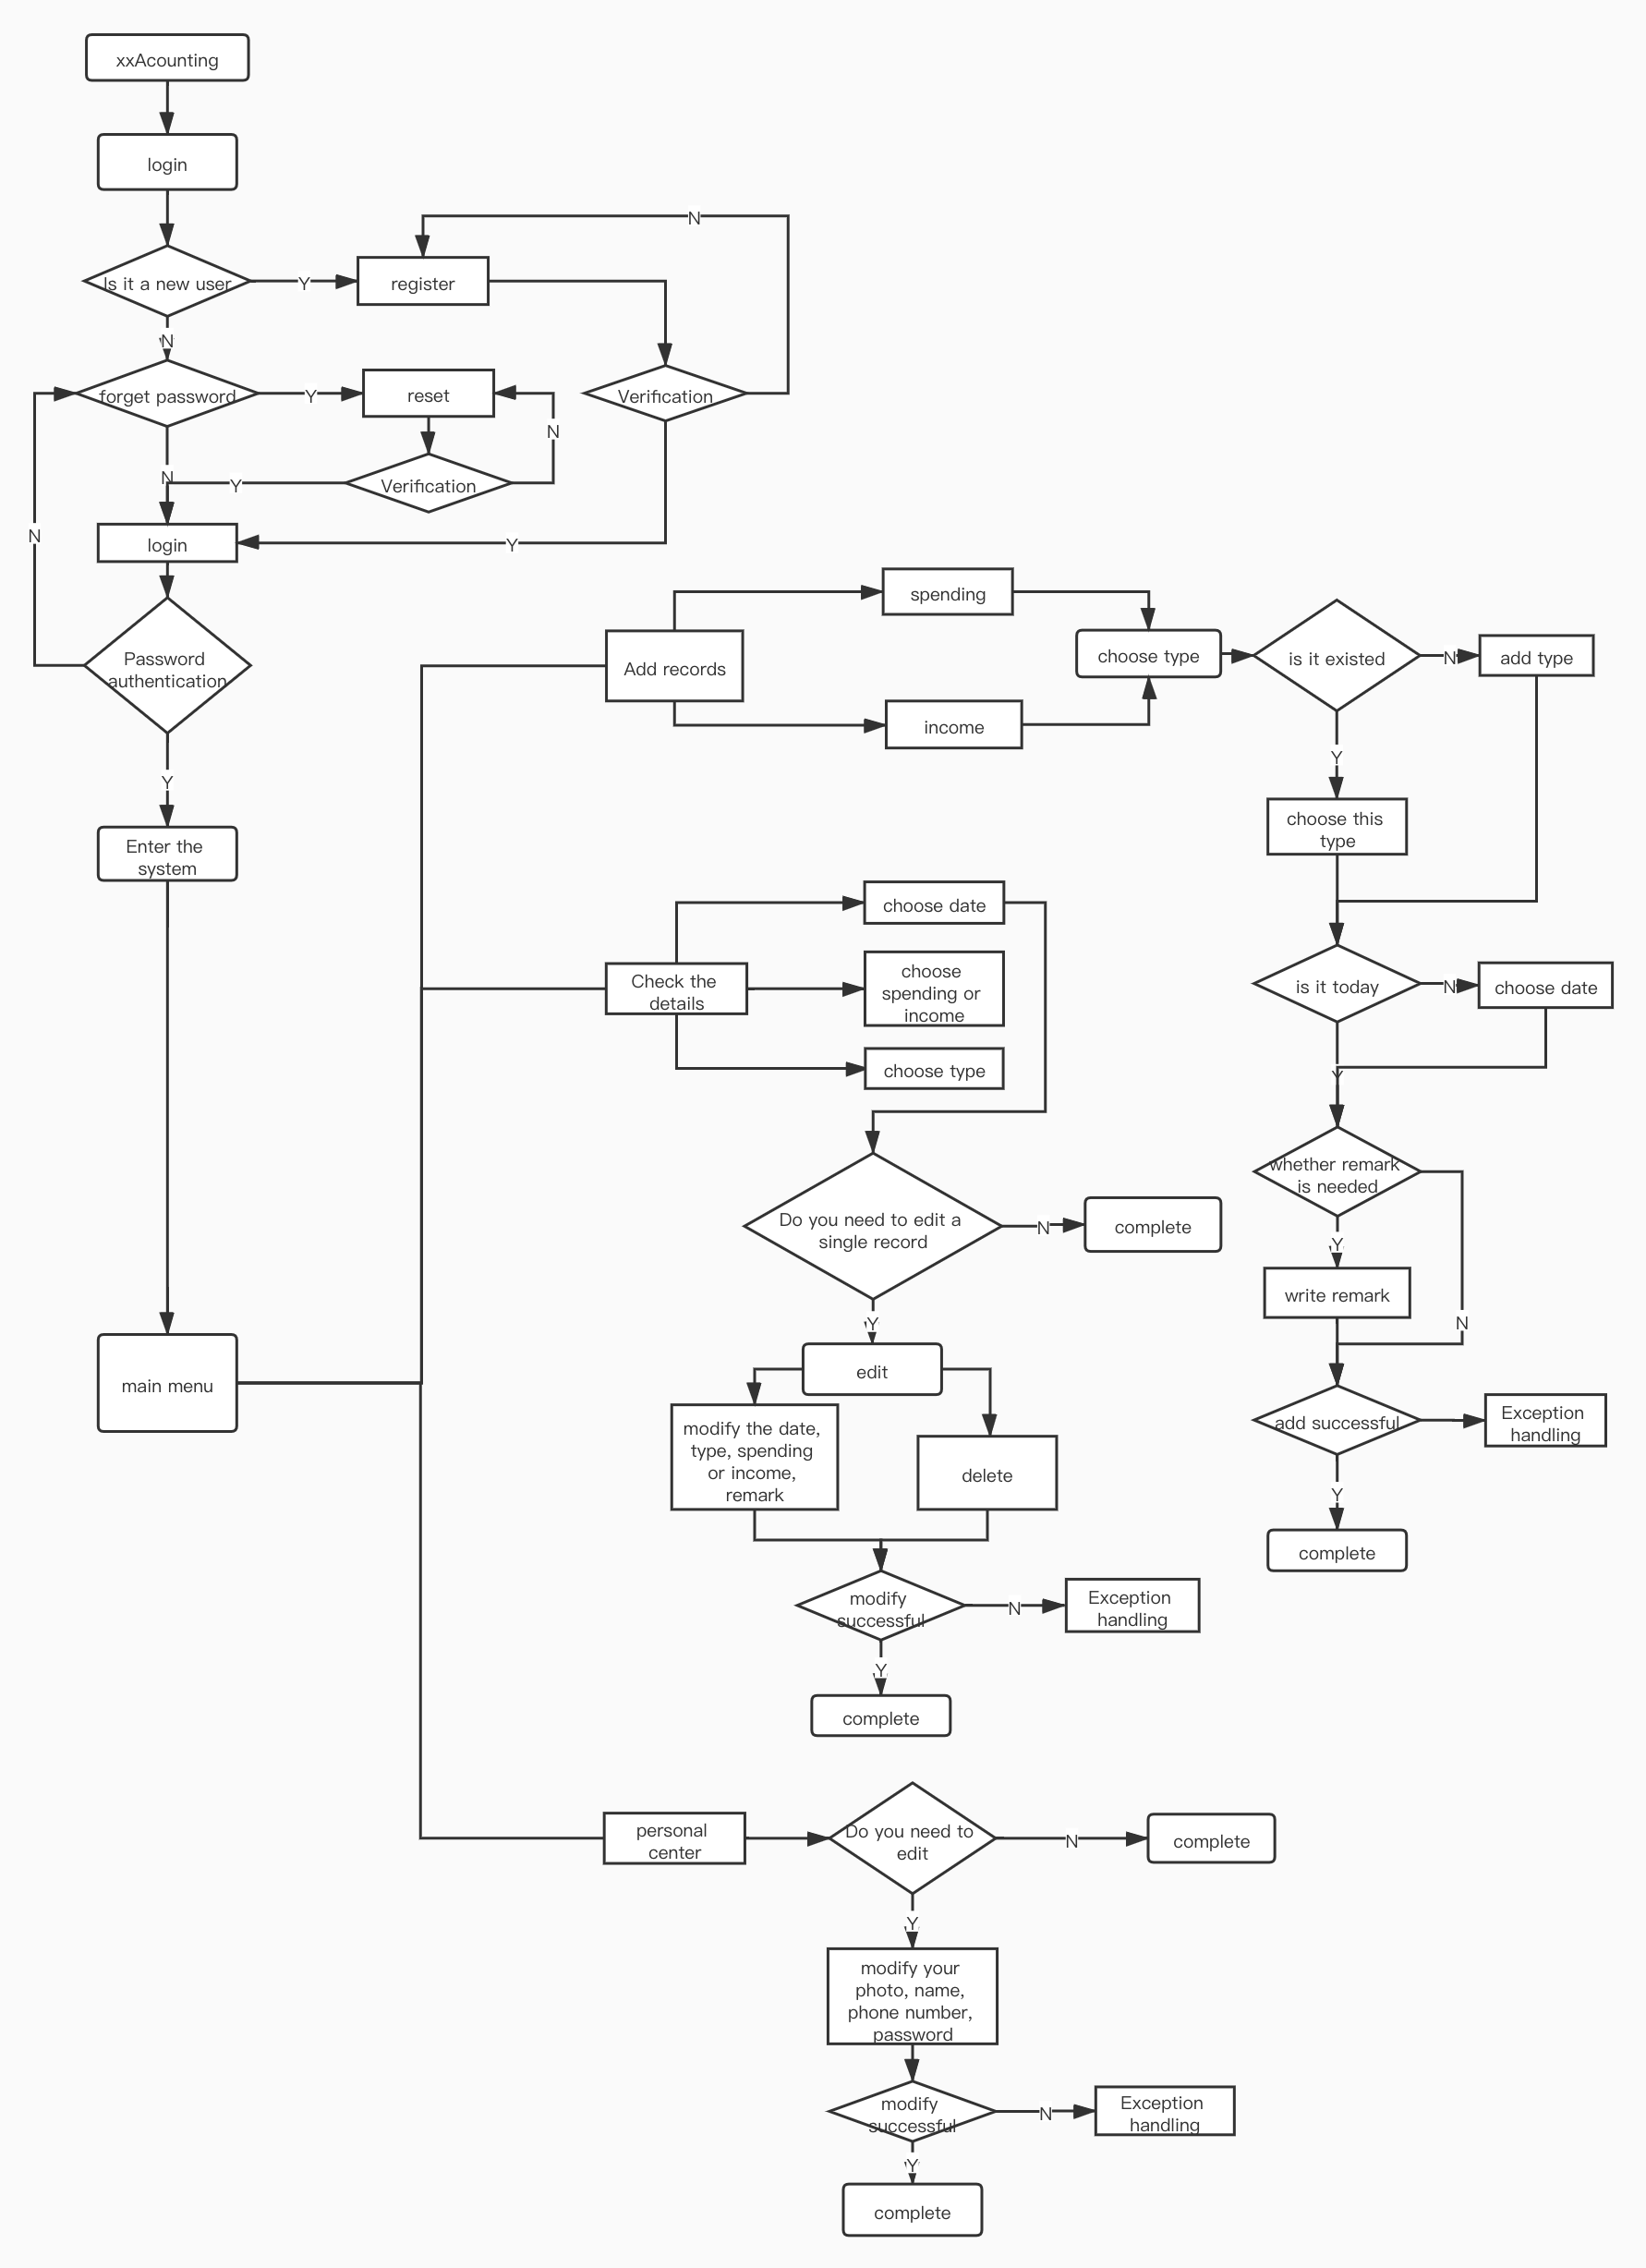 xxAcounting
login
Is it a new user
Y
register
N
N
forget password
Y
reset
N
Verification
Verification
Y
N
login
Y
N
Password
authentication
Y
Enter the
system
main menu
Add records
spending
income
choose type
is it existed
N
add type
Y
choose this
type
is it today
N
choose date
Y
whether remark
is needed
Y
N
write remark
add successful
Exception
handling
Y
complete
Check the
details
choose date
choose
spending or
income
choose type
Do you need to edit a
single record
N
complete
Y
edit
modify the date,
type, spending
or income,
remark
delete
modify
successful
N
Exception
handling
Y
complete
personal
center
Do you need to
edit
N
complete
Y
modify your
photo, name,
phone number,
password
modify
successful
N
Exception
handling
Y
complete